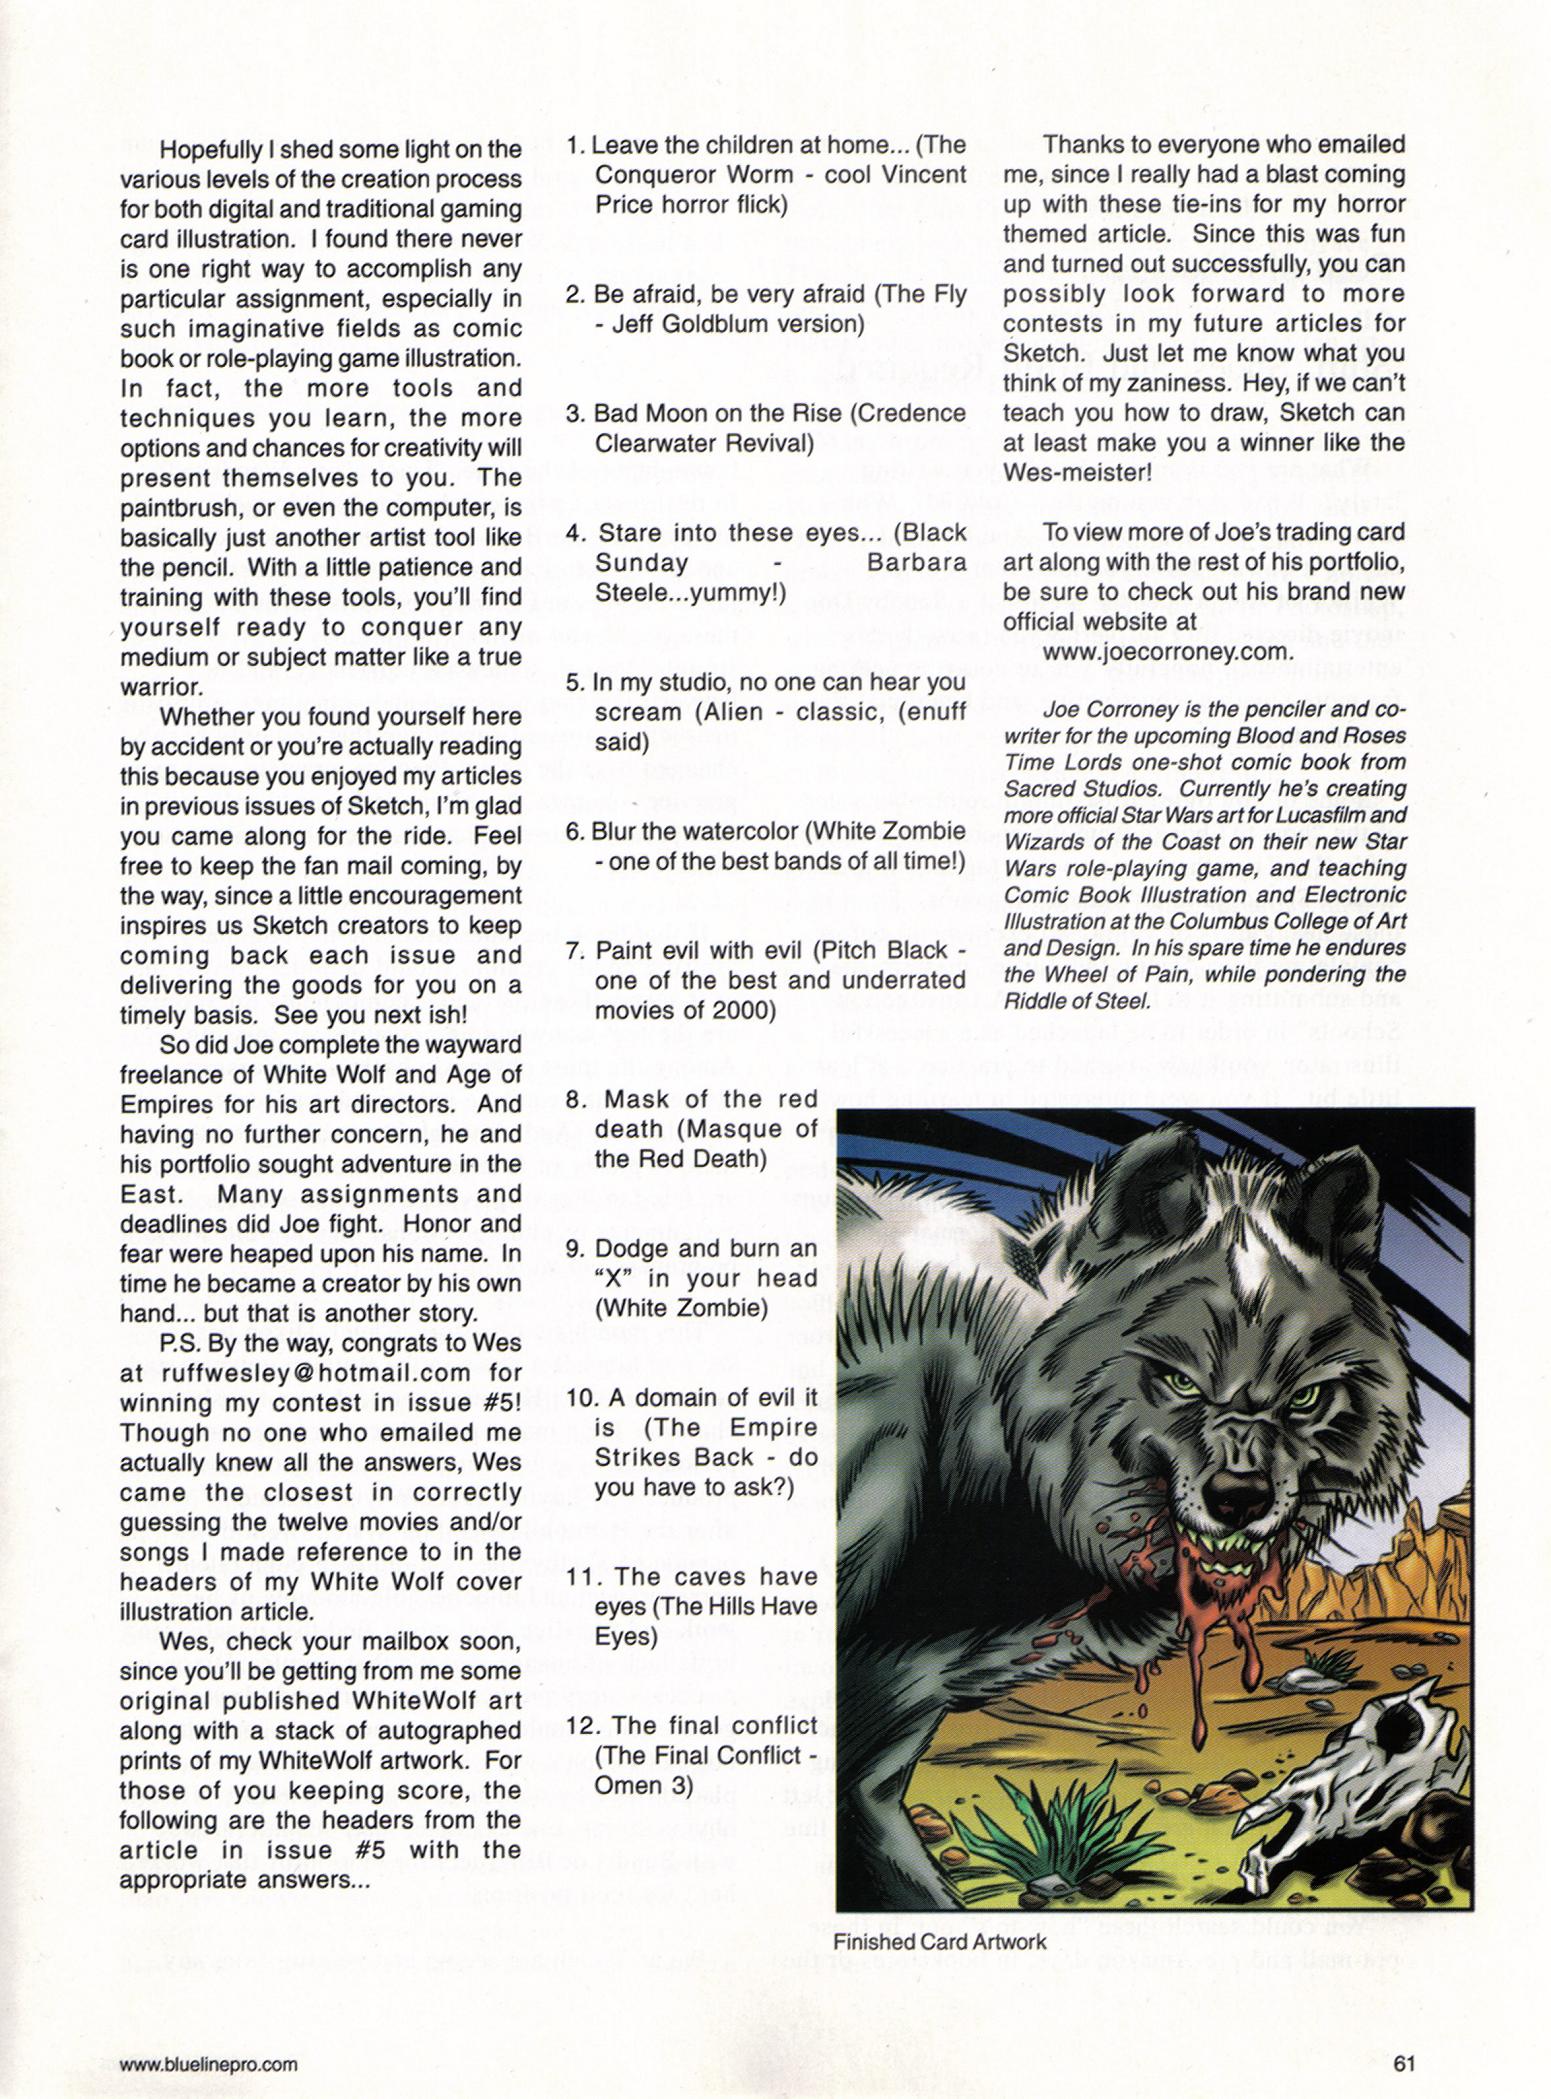 Hopefully I shed some light on the
various levels of the creation process
for both digital and traditional gaming
card illustration. I found there never
is one right way to accomplish any
particular assignment, especially in
such imaginative fields as comic
book or role-playing game illustration.
In fact, the more tools and
techniques you learn, the more
options and chances for creativity will
present themselves to you. The
paintbrush, or even the computer, is
basically just another artist tool like
the pencil. With a little patience and
training with these tools, you'll find
yourself ready to conquer any
medium or subject matter like a true
warrior.
Whether you found yourself here
by accident or you're actually reading
this because you enjoyed my articles
in previous issues of Sketch, I'm glad
you came along for the ride. Feel
free to keep the fan mail coming, by
the way, since a little encouragement
inspires us Sketch creators to keep
coming back each issue and
delivering the goods for you on a
timely basis. See you next ish!
So did Joe complete the wayward
freelance of White Wolf and Age of
Empires for his art directors. And
having no further concern, he and
his portfolio sought adventure in the
East. Many assignments and
deadlines did Joe fight. Honor and
fear were heaped upon his name. In
time he became a creator by his own
hand... but that is another story.
P.S. By the way, congrats to Wes
at ruffwesley@hotmail.com for
winning my contest in issue #5!
Though no one who emailed me
actually knew all the answers, Wes
came the closest in correctly
guessing the twelve movies and/or
songs I made reference to in the
headers of my White Wolf cover
illustration article.
Wes, check your mailbox soon,
since you'll be getting from me some
original published WhiteWolf art
along with a stack of autographed
prints of my WhiteWolf artwork. For
those of you keeping score, the
following are the headers from the
article in issue #5 with the
appropriate answers...
1. Leave the children at home... (The
Conqueror Worm - cool Vincent
Price horror flick)
2. Be afraid, be very afraid (The Fly
- Jeff Goldblum version)
3. Bad Moon on the Rise (Credence
Clearwater Revival)
4. Stare into these eyes... (Black
Sunday - Barbara
Steele...yummy!)
5. In my studio, no one can hear you
scream (Alien - classic, (enuff
said)
6. Blur the watercolor (White Zombie
- one of the best bands of all time!)
7. Paint evil with evil (Pitch Black -
one of the best and underrated
movies of 2000)
8. Mask of the red
death (Masque of
the Red Death)
9. Dodge and burn an
"X" in your head
(White Zombie)
10. A domain of evil it
is (The Empire
Strikes Back - do
you have to ask?)
11. The caves have
eyes (The Hills Have
Eyes)
12. The final conflict
(The Final Conflict -
Omen 3)
Thanks to everyone who emailed
me, since I really had a blast coming
up with these tie-ins for my horror
themed article. Since this was fun
and turned out successfully, you can
possibly look forward to more
contests in my future articles for
Sketch. Just let me know what you
think of my zaniness. Hey, if we can't
teach you how to draw, Sketch can
at least make you a winner like the
Wes-meister!
To view more of Joe's trading card
art along with the rest of his portfolio,
be sure to check out his brand new
official website at
www.joecorroney.com.
Joe Corroney is the penciler and co-
writer for the upcoming Blood and Roses
Time Lords one-shot comic book from
Sacred Studios. Currently he's creating
more official Star Wars art for Lucasfilm and
Wizards of the Coast on their new Star
Wars role-playing game, and teaching
Comic Book Illustration and Electronic
Illustration at the Columbus College of Art
and Design. In his spare time he endures
the Wheel of Pain, while pondering the
Riddle of Steel.
Finished Card Artwork
www.bluelinepro.com
61